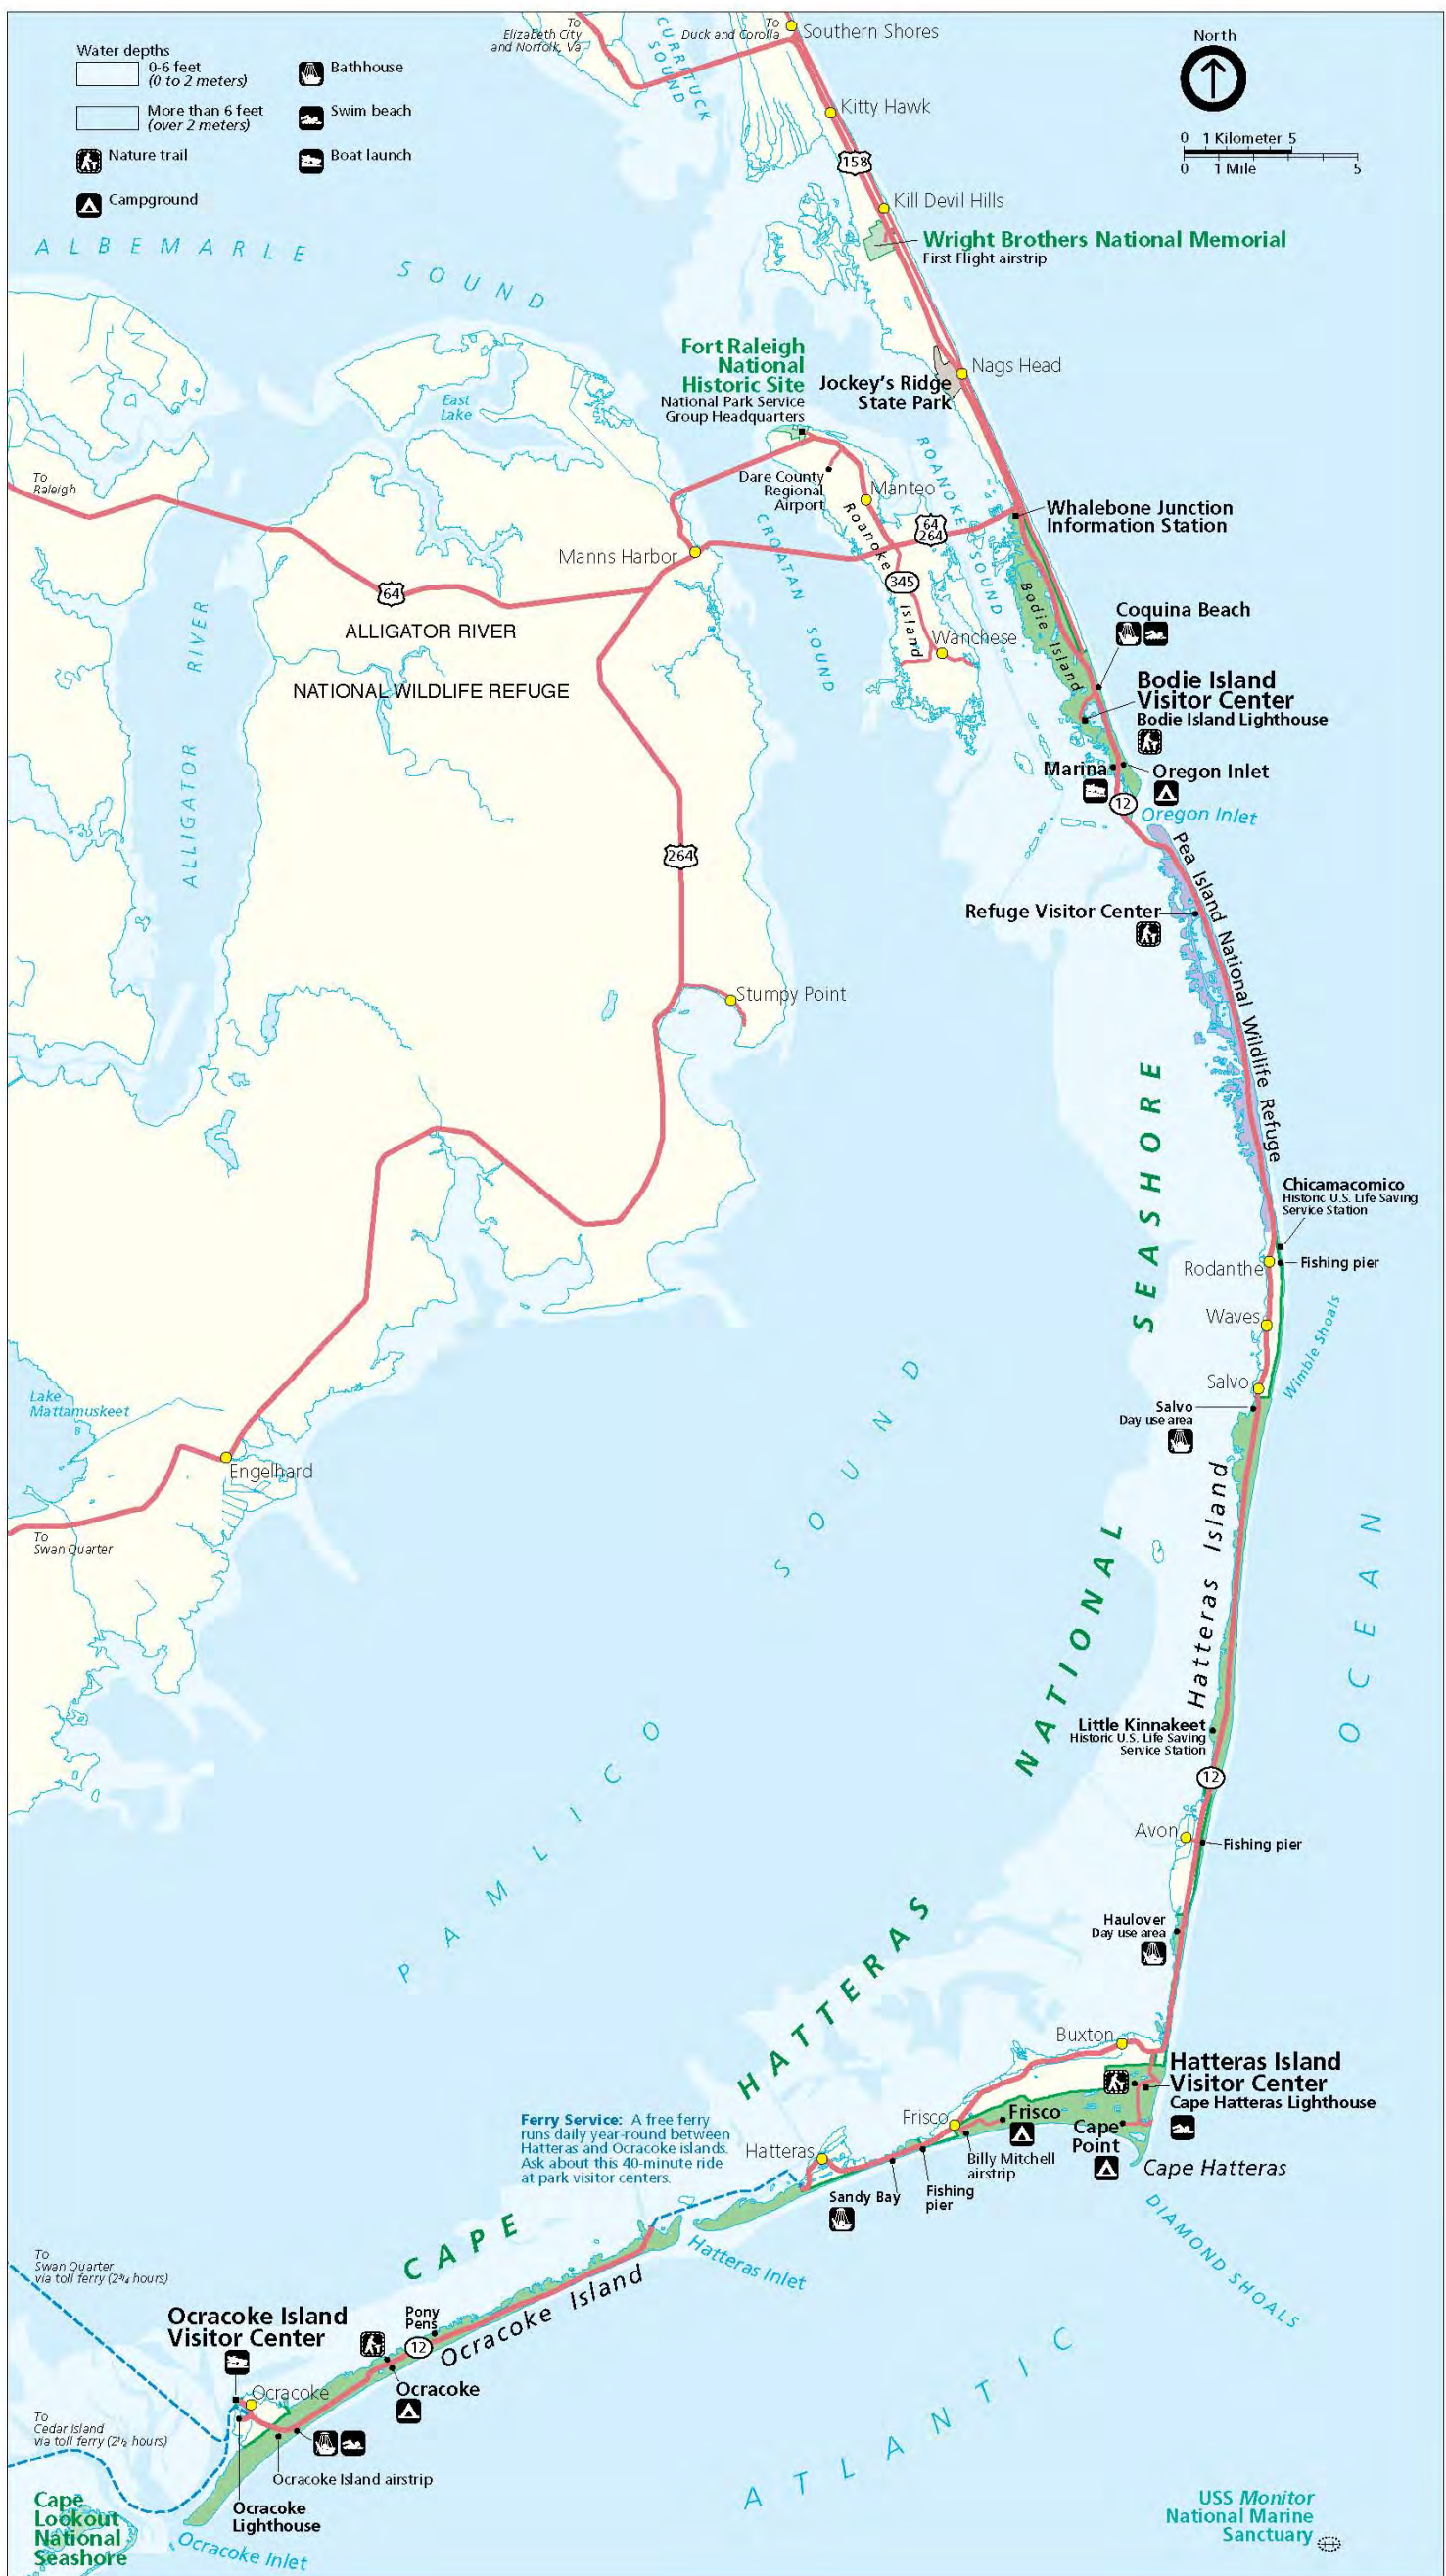 To
Elizabeth City
and Norfolk, Va
To
Duck and Corolla
Southern Shores
CURRITUCK
SOUND
North
Water depths
0-6 feet
(0 to 2 meters)
More than 6 feet
(over 2 meters)
Nature trail
Campground
Bathhouse
Swim beach
Boat launch
0 1 Kilometer 5
0 1 Mile 5
Kitty Hawk
158
Kill Devil Hills
Wright Brothers National Memorial
First Flight airstrip
ALBEMARLE SOUND
Fort Raleigh
National
Historic Site
National Park Service
Group Headquarters
Jockey's Ridge
State Park
Nags Head
East
Lake
To
Raleigh
Dare County
Regional
Airport
Manteo
ROANOKE SOUND
CROATAN SOUND
Roanoke Island
64
264
345
Whalebone Junction
Information Station
Manns Harbor
64
ALLIGATOR RIVER
NATIONAL WILDLIFE REFUGE
ALLIGATOR RIVER
Wanchese
Bodie Island
Coquina Beach
Bodie Island
Visitor Center
Bodie Island Lighthouse
Marina
Oregon Inlet
12
Oregon Inlet
264
Pea Island National Wildlife Refuge
Refuge Visitor Center
Stumpy Point
Chicamacomico
Historic U.S. Life Saving
Service Station
Rodanthe
Fishing pier
Waves
Wimble Shoals
Salvo
Salvo
Day use area
Lake
Mattamuskeet
Engelhard
To
Swan Quarter
Hatteras Island
PAMLICO SOUND
CAPE HATTERAS NATIONAL SEASHORE
Little Kinnakeet
Historic U.S. Life Saving
Service Station
12
Avon
Fishing pier
Haulover
Day use area
Buxton
Hatteras Island
Visitor Center
Cape Hatteras Lighthouse
Frisco
Frisco
Cape
Point
Cape Hatteras
Billy Mitchell
airstrip
Fishing
pier
Hatteras
Sandy Bay
Ferry Service: A free ferry
runs daily year-round between
Hatteras and Ocracoke islands.
Ask about this 40-minute ride
at park visitor centers.
DIAMOND SHOALS
Hatteras Inlet
To
Swan Quarter
via toll ferry (2¾ hours)
Ocracoke Island
Visitor Center
Pony
Pens
12
Ocracoke Island
Ocracoke
Ocracoke
To
Cedar Island
via toll ferry (2½ hours)
Ocracoke Island airstrip
Ocracoke
Lighthouse
Cape
Lookout
National
Seashore
Ocracoke Inlet
ATLANTIC OCEAN
USS Monitor
National Marine
Sanctuary